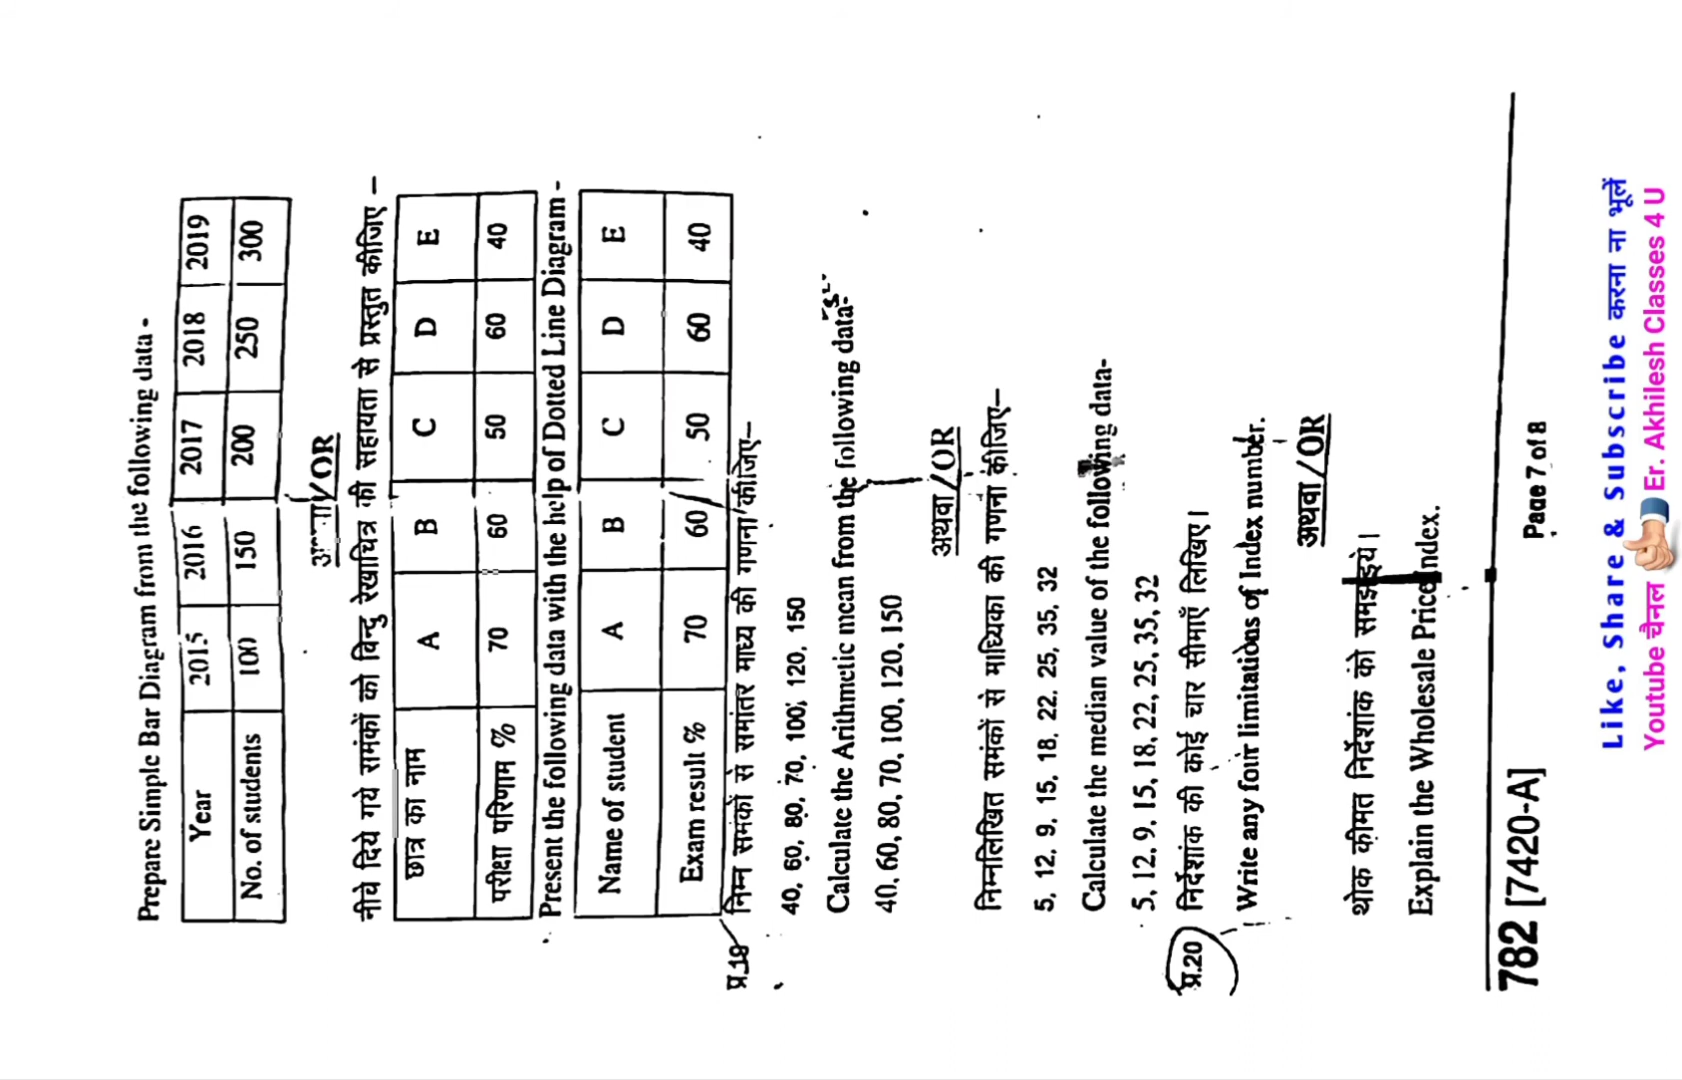 Prepare Simple Bar Diagram from the following data -
Year 2015 2016 2017 2018 2019
No. of students 100 150 200 250 300
/OR
नीचे दिये गये समंकों को बिन्दु रेखाचित्र की सहायता से प्रस्तुत कीजिए –
छात्र का नाम A B C D E
परीक्षा परिणाम % 70 60 50 60 40
Present the following data with the help of Dotted Line Diagram -
Name of student A B C D E
Exam result % 70 60 50 60 40
निम्न समंकों से समांतर माध्य की गणना कीजिए–
40, 60, 80, 70, 100, 120, 150
Calculate the Arithmetic mean from the following data-
40, 60, 80, 70, 100, 120, 150
अथवा /OR
निम्नलिखित समंकों से माध्यिका की गणना कीजिए–
5, 12, 9, 15, 18, 22, 25, 35, 32
Calculate the median value of the following data-
5, 12, 9, 15, 18, 22, 25, 35, 32
प्र.20 निर्देशांक की कोई चार सीमाएँ लिखिए।
Write any four limitations of Index number.
अथवा /OR
थोक कीमत निर्देशांक को समझाइये।
Explain the Wholesale Price Index.
782 [7420-A] Page 7 of 8
Like, Share & Subscribe करना ना भूलें
Youtube चैनल Er. Akhilesh Classes 4 U